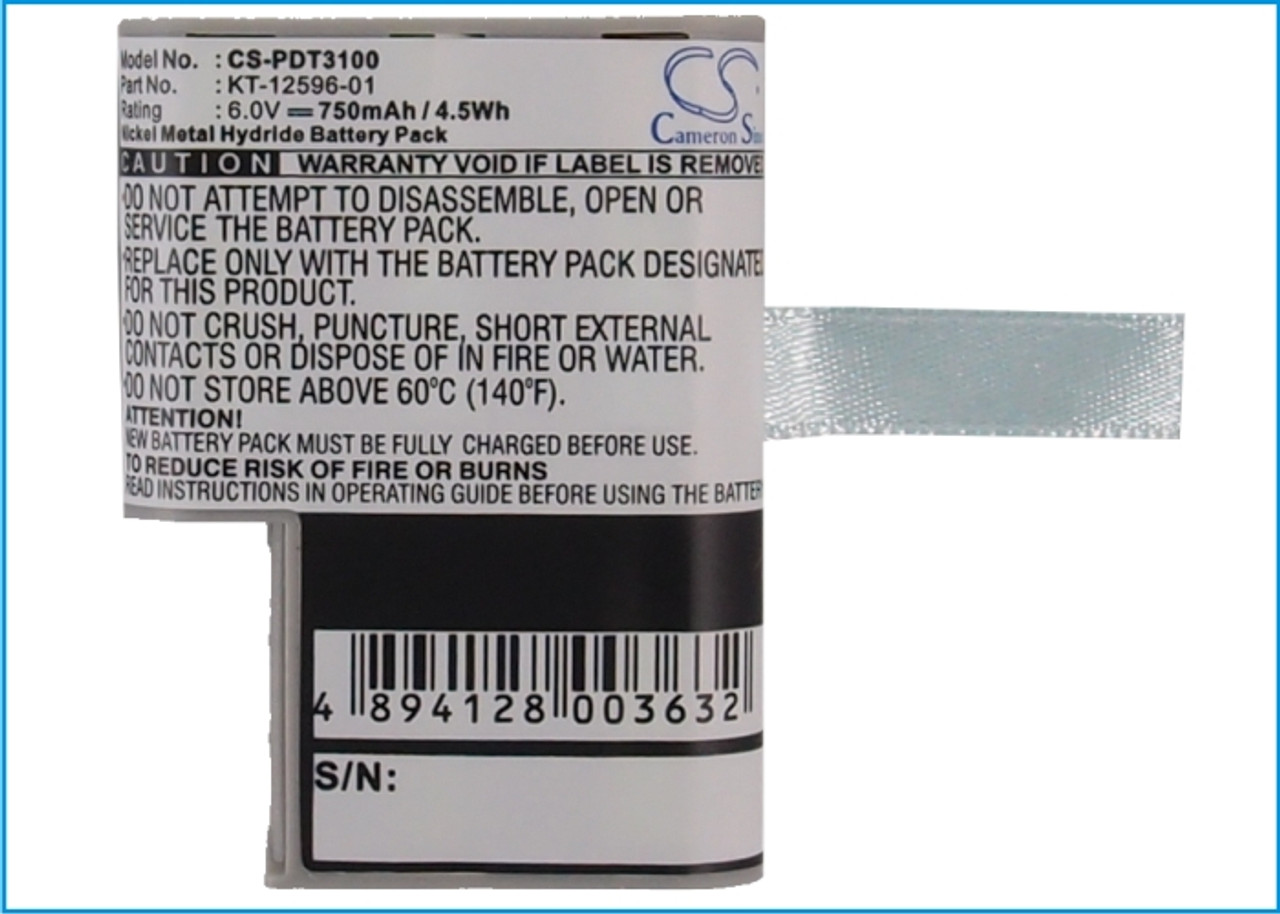 Model No. : CS-PDT3100
Part No. : KT-12596-01
Rating : 6.0V 750mAh / 4.5Wh
Nickel Metal Hydride Battery Pack
CS
Cameron Sin
CAUTION WARRANTY VOID IF LABEL IS REMOVE
·DO NOT ATTEMPT TO DISASSEMBLE, OPEN OR
SERVICE THE BATTERY PACK.
·REPLACE ONLY WITH THE BATTERY PACK DESIGNATED
FOR THIS PRODUCT.
·DO NOT CRUSH, PUNCTURE, SHORT EXTERNAL
CONTACTS OR DISPOSE OF IN FIRE OR WATER.
·DO NOT STORE ABOVE 60°C (140°F).
ATTENTION!
NEW BATTERY PACK MUST BE FULLY CHARGED BEFORE USE.
TO REDUCE RISK OF FIRE OR BURNS
READ INSTRUCTIONS IN OPERATING GUIDE BEFORE USING THE BATTERY
4 894128 003632
S/N: